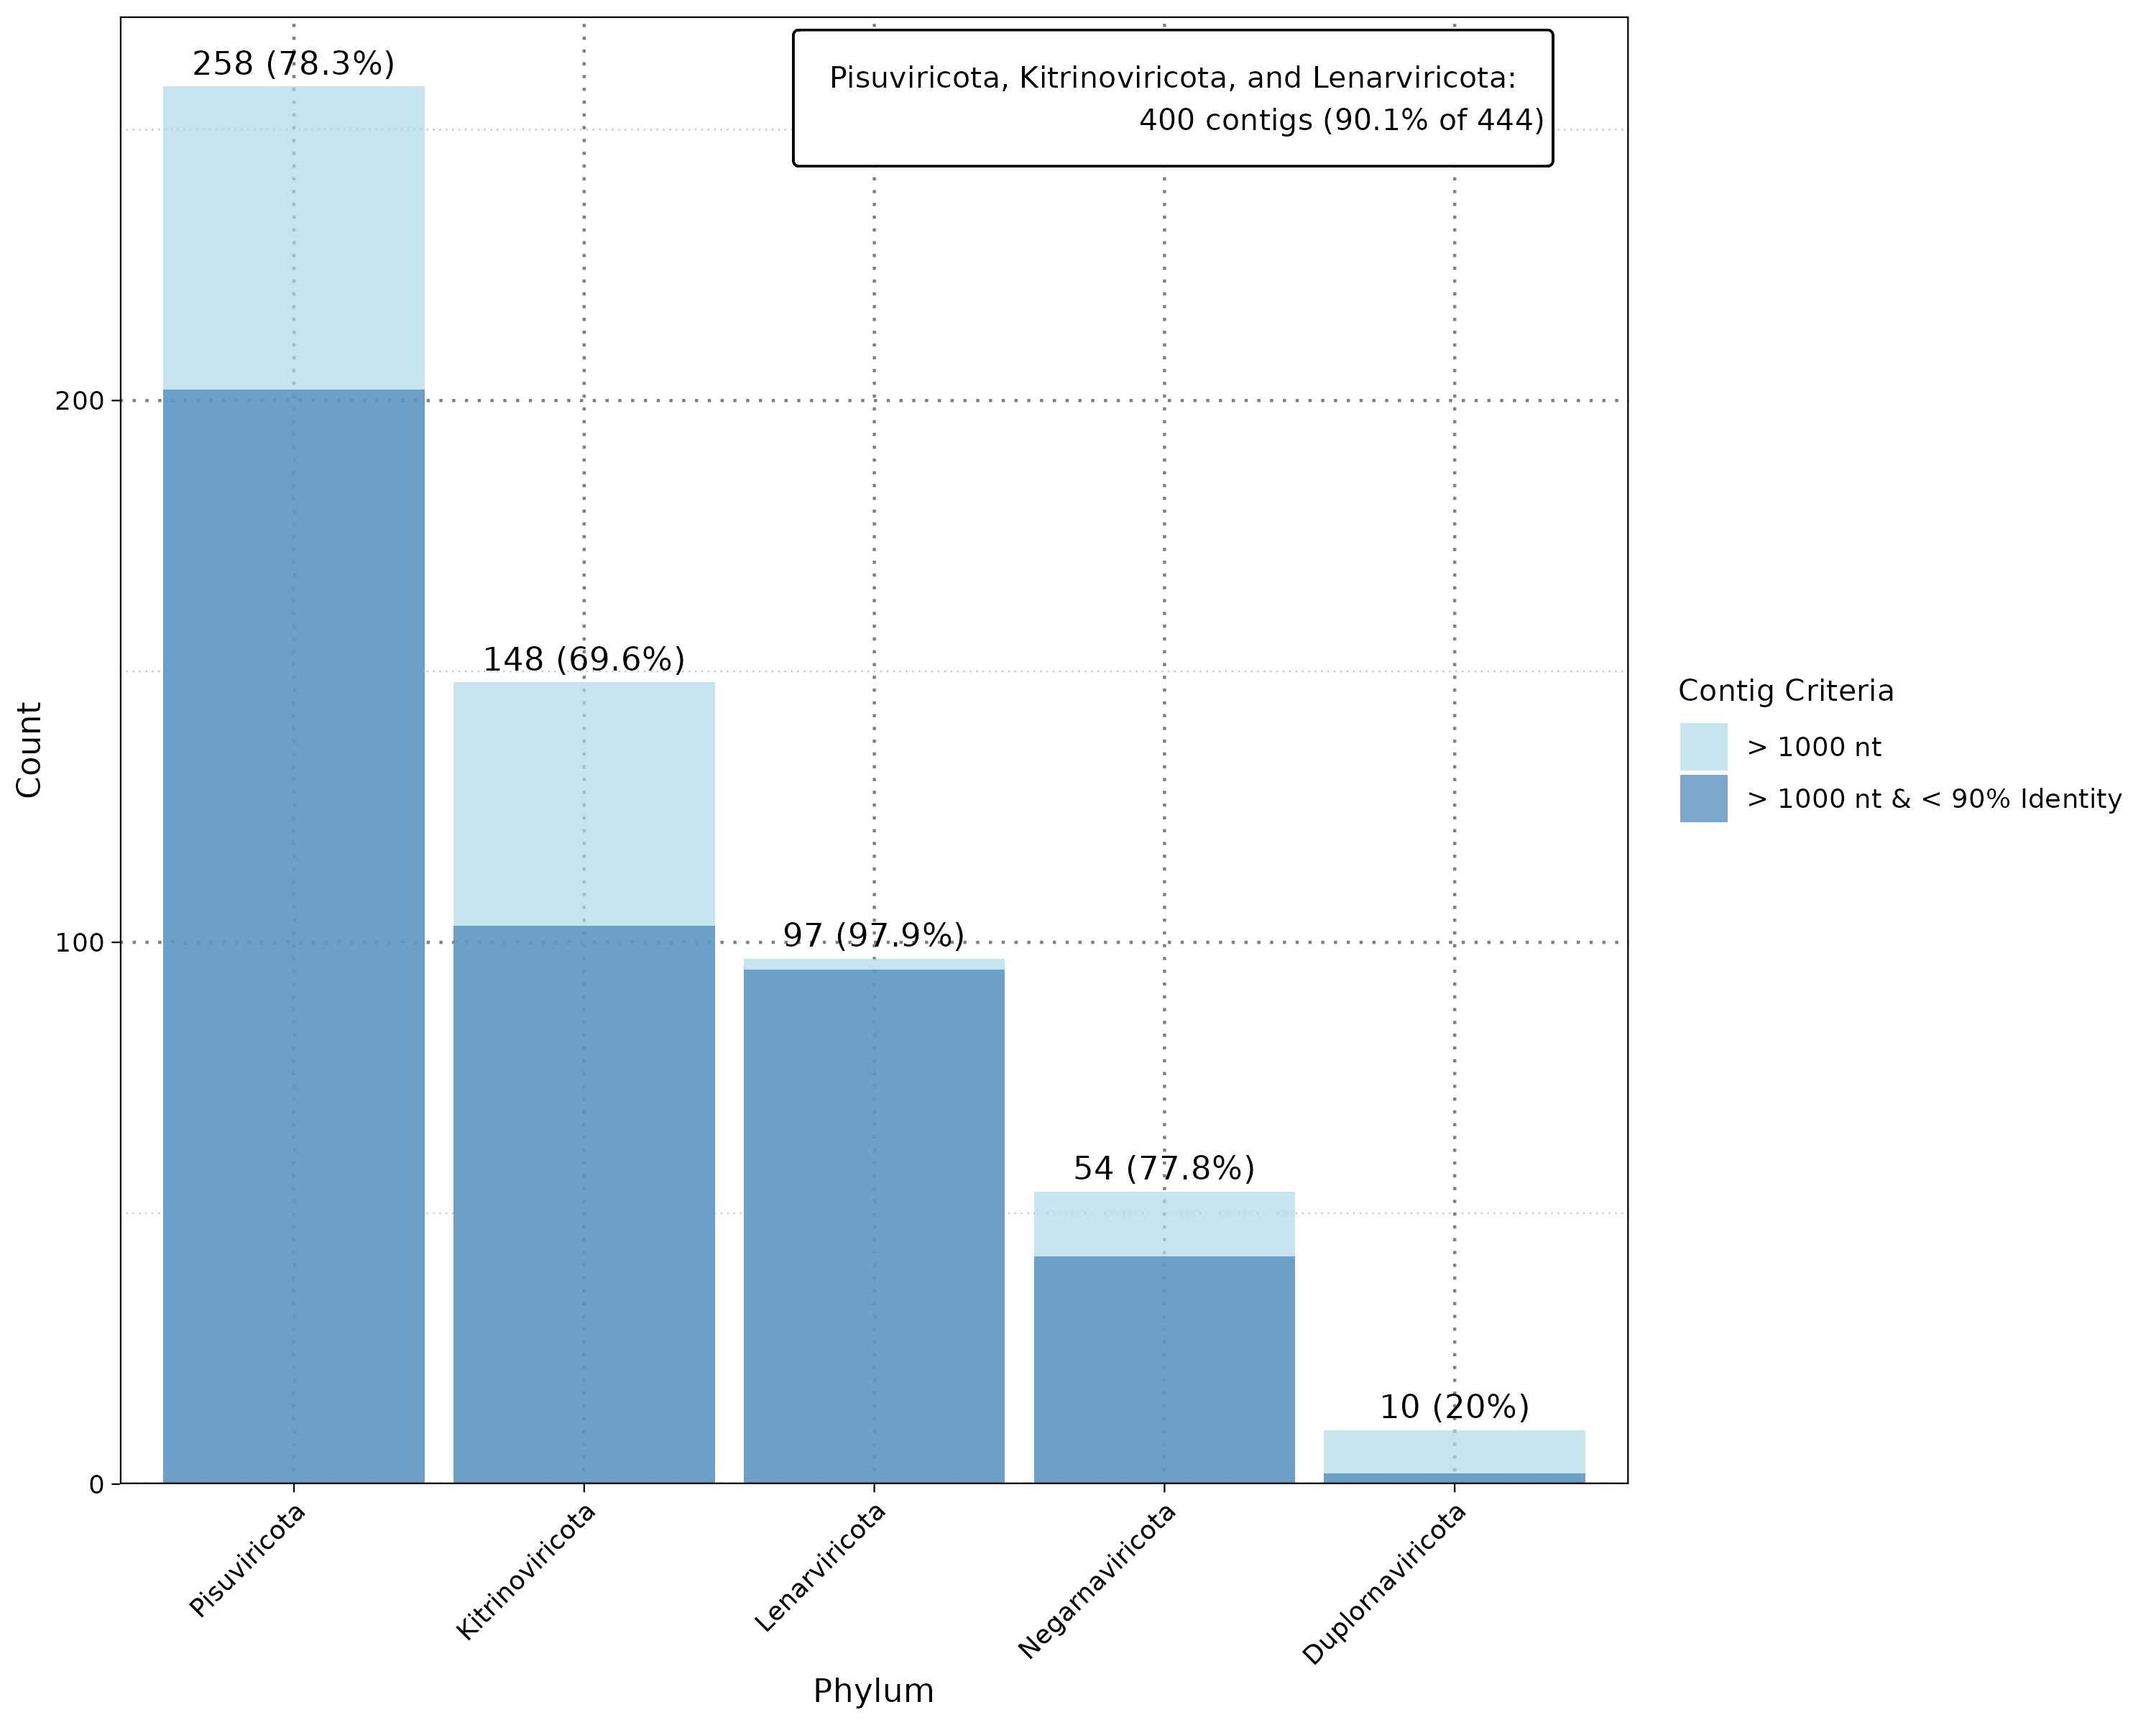 258 (78.3%)
Pisuviricota, Kitrinoviricota, and Lenarviricota:
400 contigs (90.1% of 444)
200
148 (69.6%)
Count
Contig Criteria
> 1000 nt
> 1000 nt & < 90% Identity
100
97 (97.9%)
54 (77.8%)
10 (20%)
0
Pisuviricota
Kitrinoviricota
Lenarviricota
Negarnaviricota
Duplornaviricota
Phylum